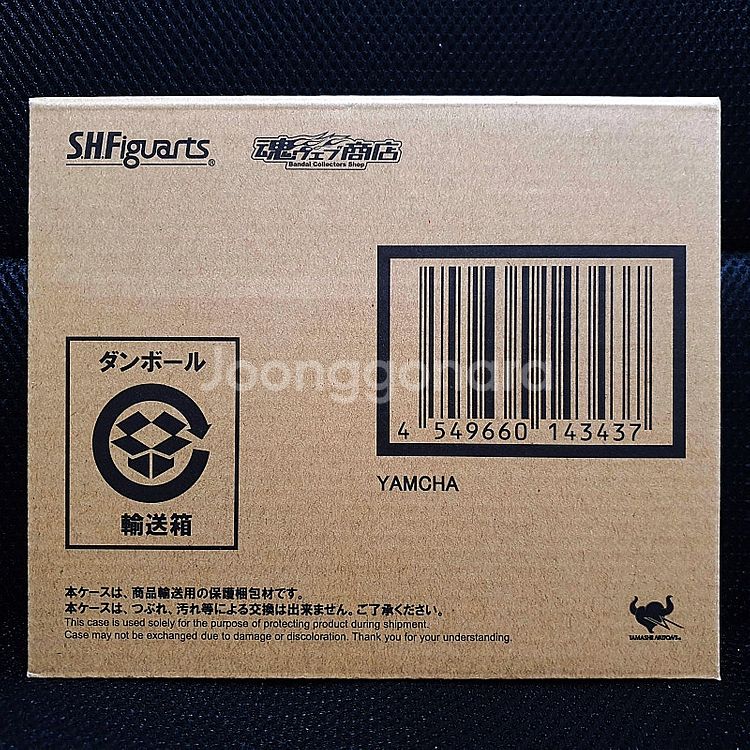 S.H.Figuarts®
魂ウェブ商店
Bandai Collectors Shop
ダンボール
輸送箱
Joonggonara
4 549660 143437
YAMCHA
本ケースは、商品輸送用の保護梱包材です。
本ケースは、つぶれ、汚れ等による交換は出来ません。ご了承ください。
This case is used solely for the purpose of protecting product during shipment.
Case may not be exchanged due to damage or discoloration. Thank you for your understanding.
TAMASHII NATIONS